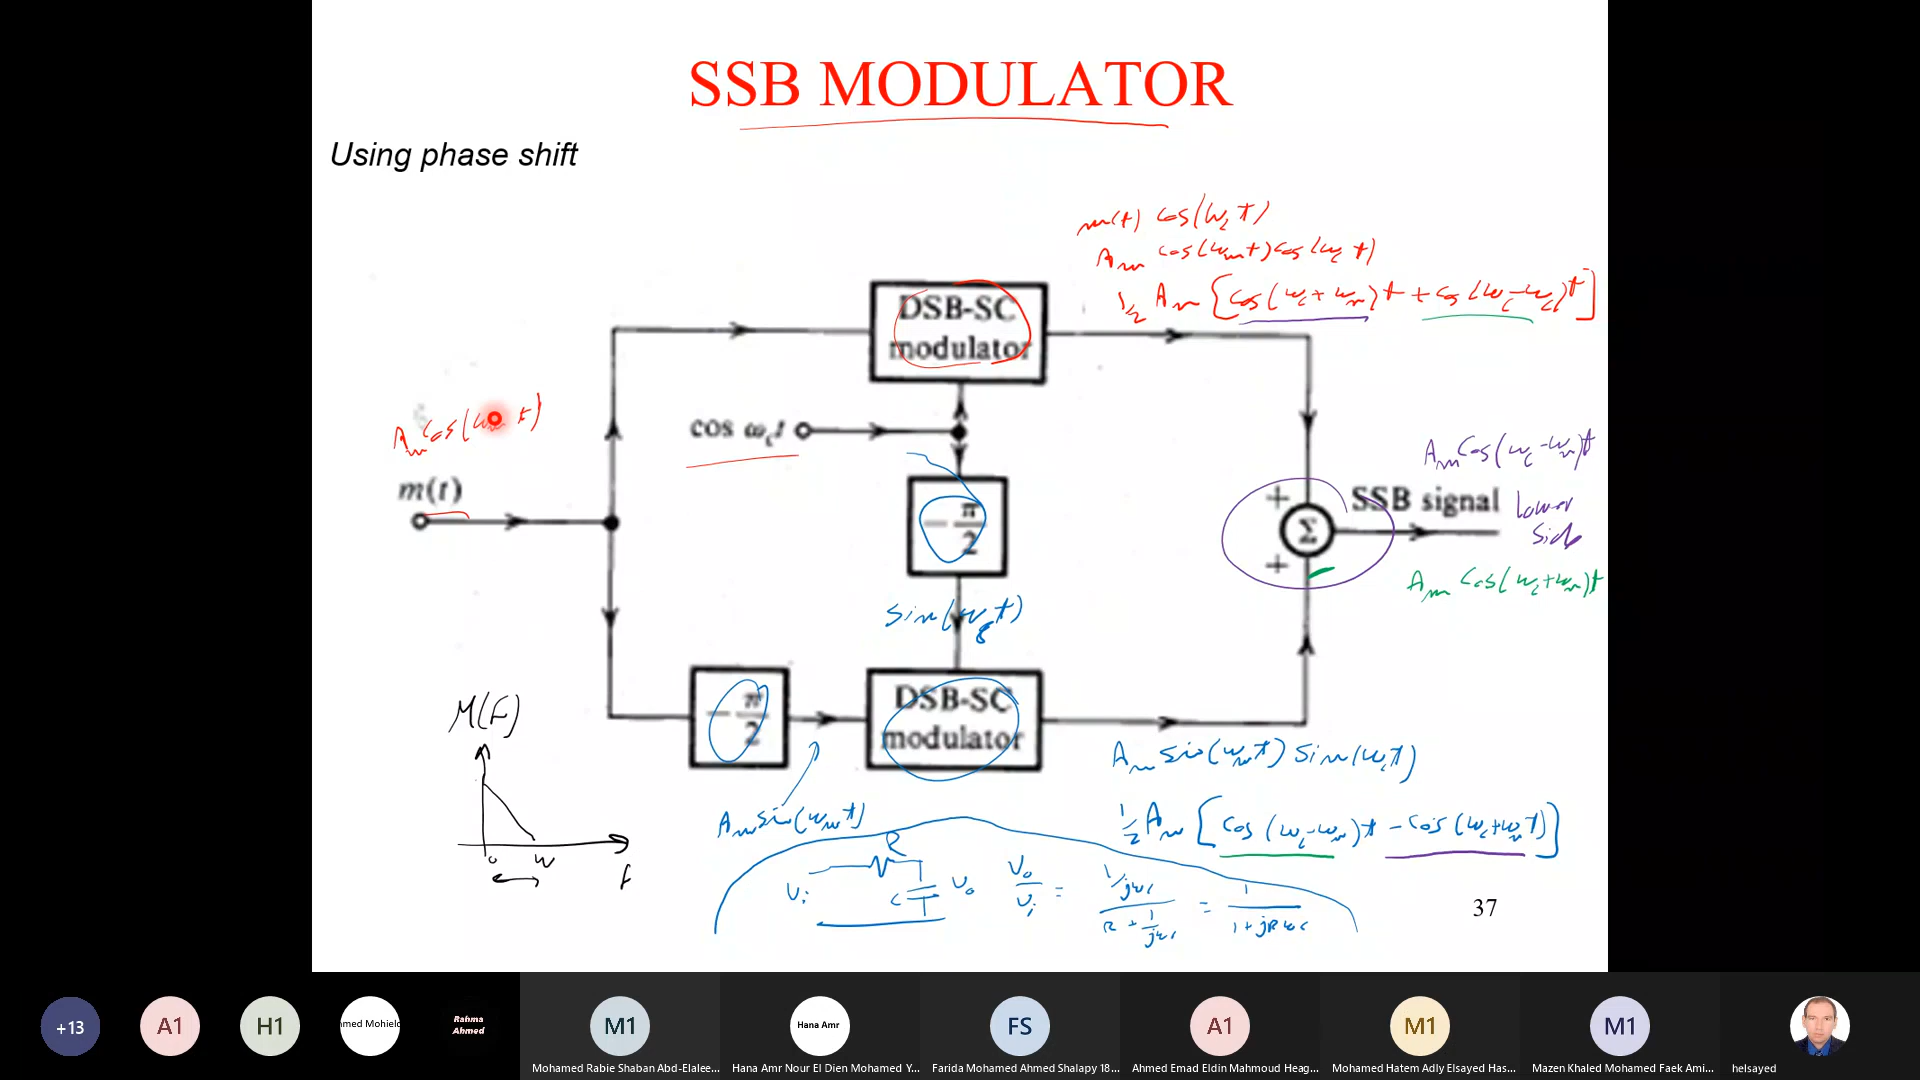 SSB MODULATOR
Using phase shift
m(t) cos(ω_c t)
A_m cos(ω_m t) cos(ω_c t)
1/2 A_m [cos(ω_c+ω_m)t + cos(ω_c-ω_c)t]
DSB-SC
modulator
A_m cos(ω_m t)
cos ω_c t
m(t)
- π/2
+
Σ
+
SSB signal
A_m Cos(ω_c-ω_m)t
Lower
Side
A_m Cos(ω_c+ω_m)t
sin(ω_c t)
M(F)
0
W
f
- π/2
DSB-SC
modulator
A_m sin(ω_m t) sin(ω_c t)
A_m sin(ω_m t)
1/2 A_m [cos(ω_c-ω_m)t - cos(ω_c+ω_m t)]
R
V_i
C
V_o
V_o/V_i = (1/jωc)/(R + 1/jωc) = 1/(1+jRωc)
37
+13
A1
H1
Rahma
Ahmed
M1
Mohamed Rabie Shaban Abd-Elalee...
Hana Amr
Hana Amr Nour El Dien Mohamed Y...
FS
Farida Mohamed Ahmed Shalapy 18...
A1
Ahmed Emad Eldin Mahmoud Heag...
M1
Mohamed Hatem Adly Elsayed Has...
M1
Mazen Khaled Mohamed Faek Ami...
helsayed